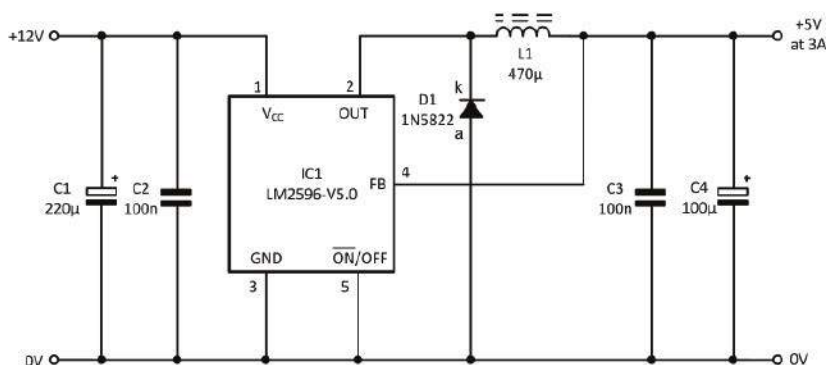 +12V
+5V
at 3A
L1
470µ
1
2
VCC
OUT
D1
1N5822
k
a
IC1
LM2596-V5.0
FB
4
C1
220µ
+
C2
100n
C3
100n
C4
100µ
+
GND
ON/OFF
3
5
0V
0V